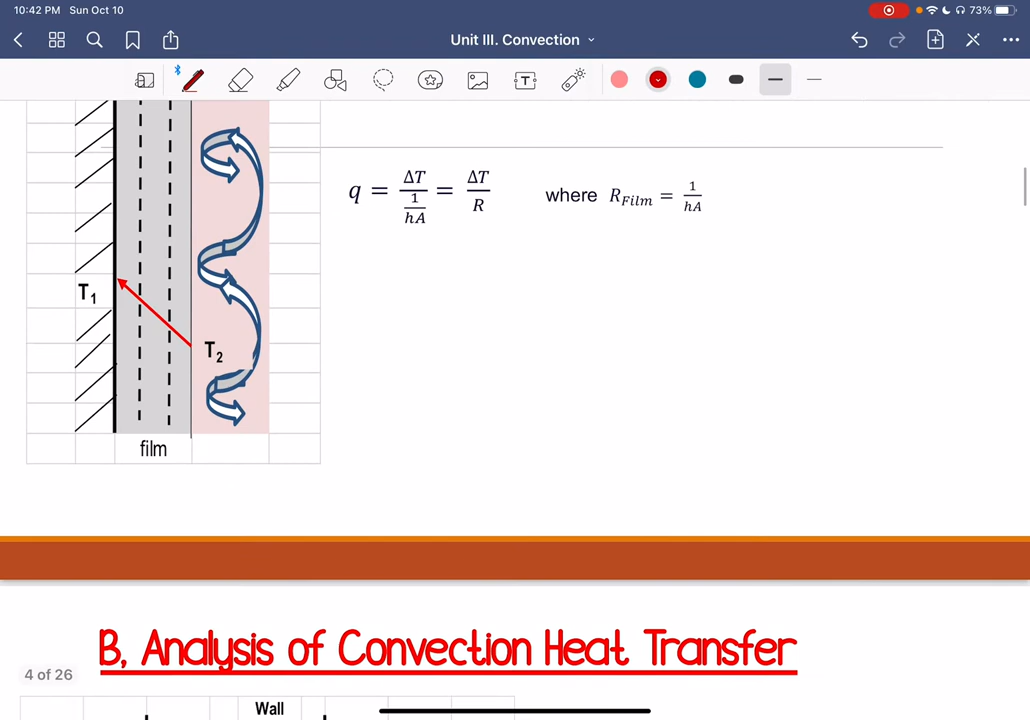 10:42 PM Sun Oct 10 73%
Unit III. Convection
q = ΔT / (1/hA) = ΔT / R where R_Film = 1/hA
T₁
T₂
film
B. Analysis of Convection Heat Transfer
4 of 26
Wall